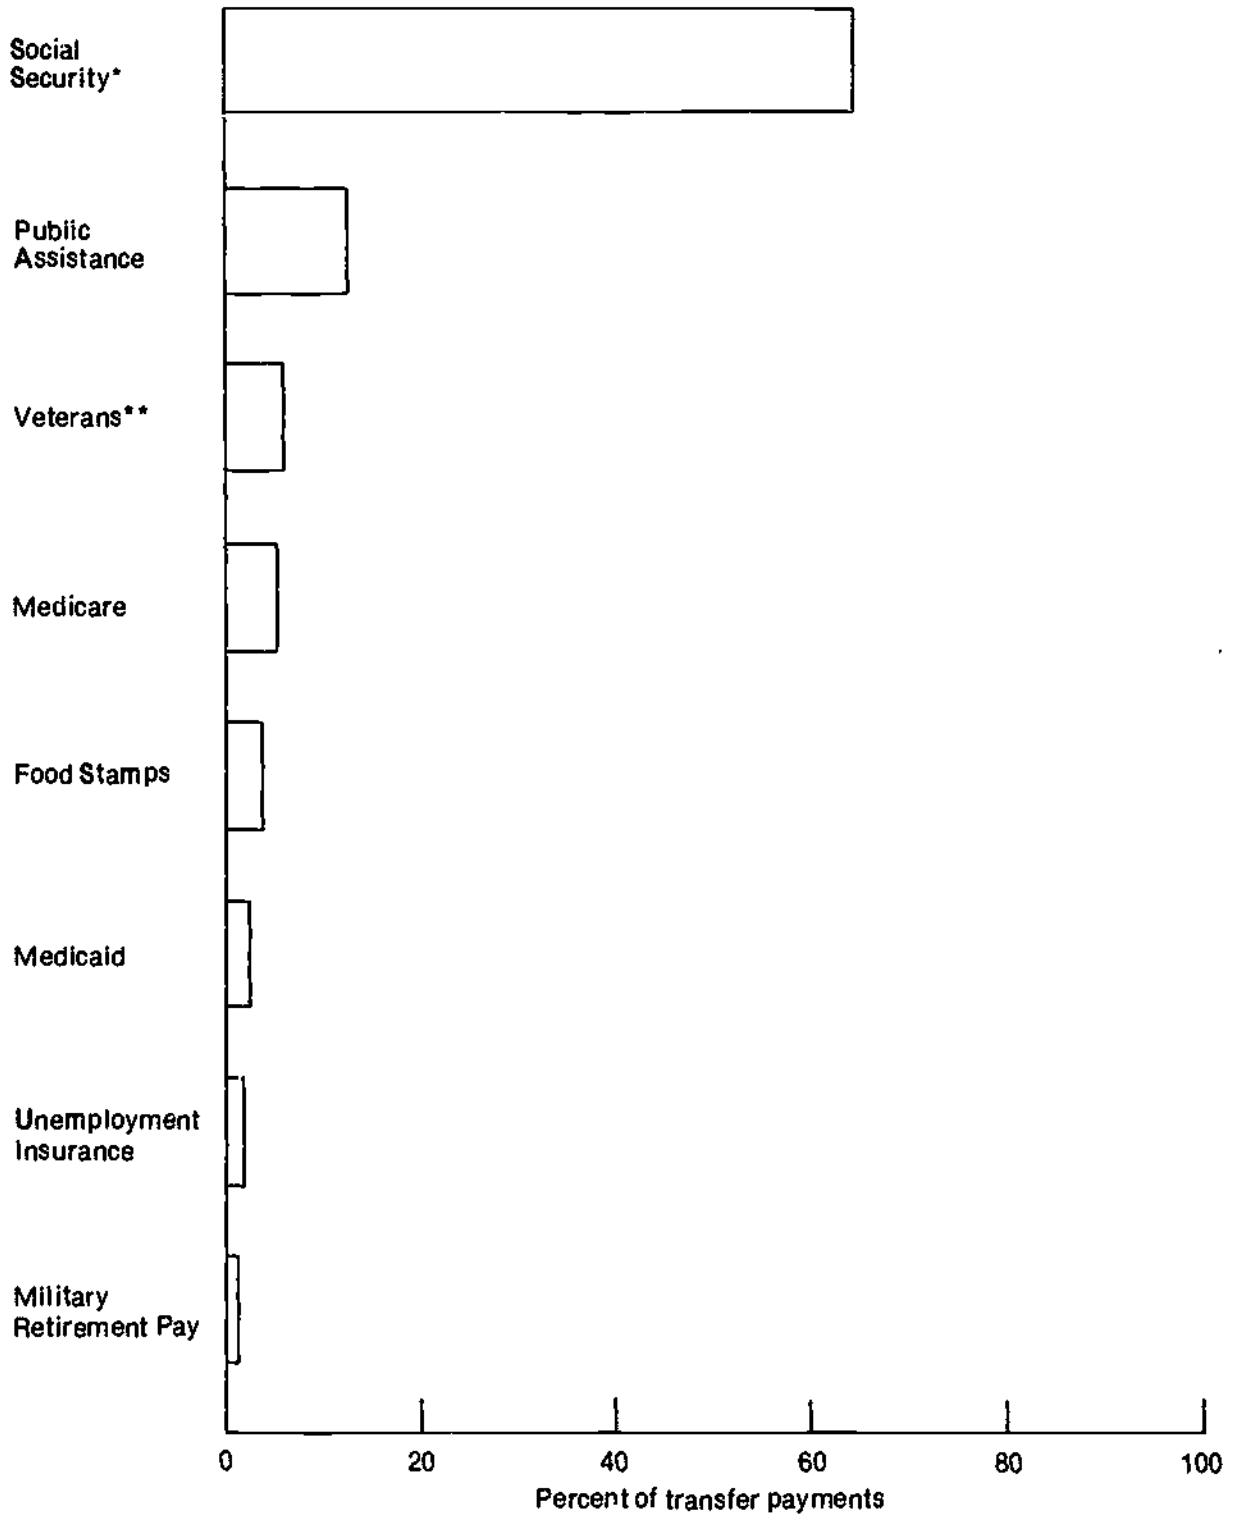 Social
Security*
Public
Assistance
Veterans**
Medicare
Food Stamps
Medicaid
Unemployment
Insurance
Military
Retirement Pay
0 20 40 60 80 100
Percent of transfer payments